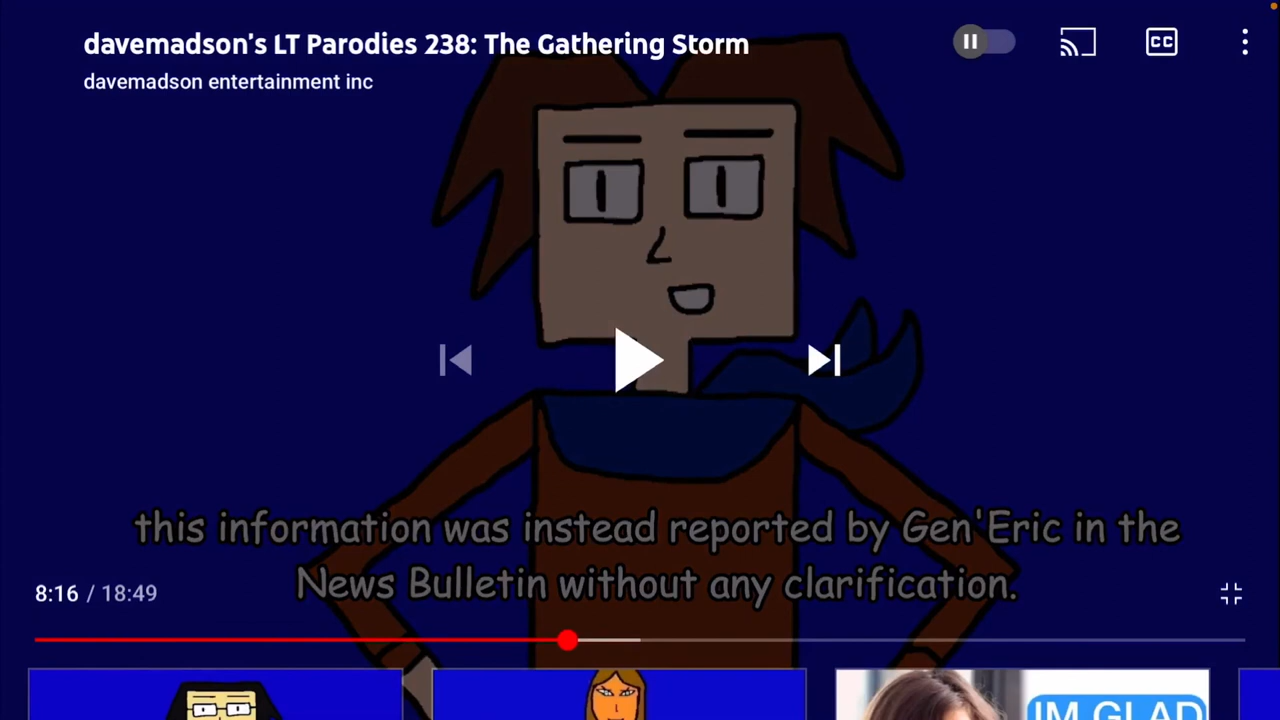 davemadson's LT Parodies 238: The Gathering Storm
davemadson entertainment inc
CC
this information was instead reported by Gen'Eric in the
News Bulletin without any clarification.
8:16 / 18:49
IM GLAD